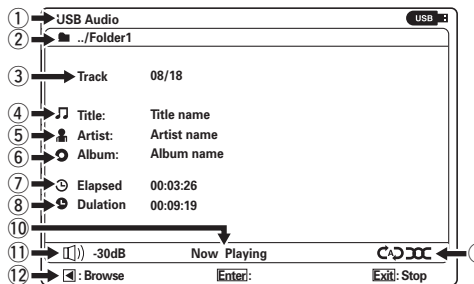 ① USB Audio USB
② ../Folder1
③ Track 08/18
④ Title: Title name
⑤ Artist: Artist name
⑥ Album: Album name
⑦ Elapsed 00:03:26
⑧ Dulation 00:09:19
⑩
⑪ -30dB Now Playing A
⑫ : Browse Enter: Exit: Stop